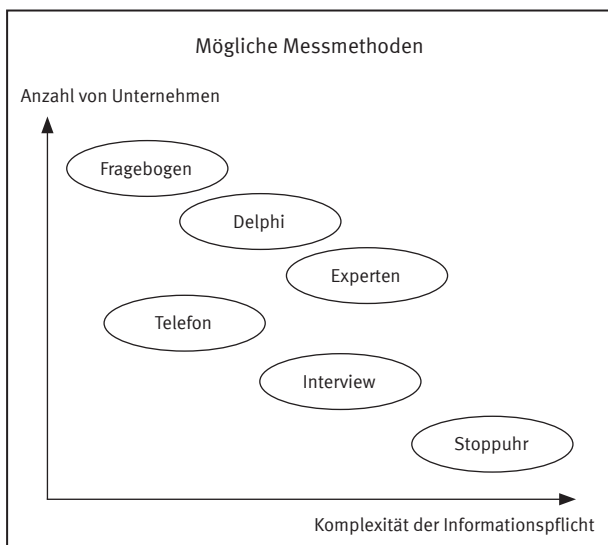 Mögliche Messmethoden
Anzahl von Unternehmen
Fragebogen
Delphi
Experten
Telefon
Interview
Stoppuhr
Komplexität der Informationspflicht